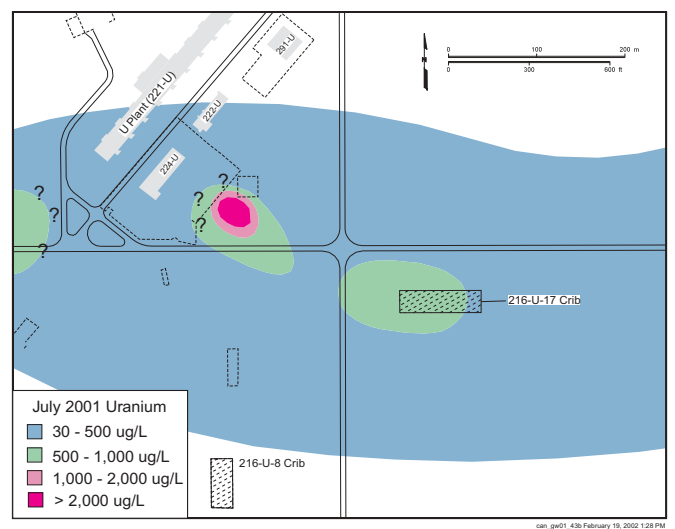 291-U
U Plant (221-U)
222-U
224-U
N
0 100 200 m
0 300 600 ft
?
?
?
?
?
?
216-U-17 Crib
July 2001 Uranium
30 - 500 ug/L
500 - 1,000 ug/L
1,000 - 2,000 ug/L
> 2,000 ug/L
216-U-8 Crib
can_gw01_43b February 19, 2002 1:28 PM